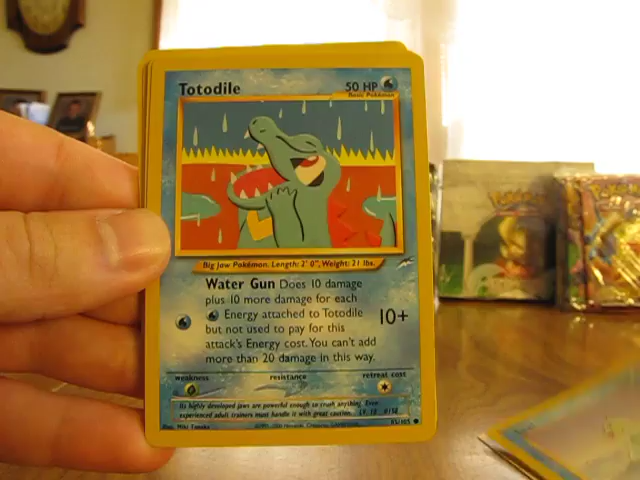 Totodile
50 HP
Basic Pokémon
Big Jaw Pokémon. Length: 2' 0", Weight: 21 lbs.
Water Gun Does 10 damage
plus 10 more damage for each
Energy attached to Totodile
but not used to pay for this
attack's Energy cost. You can't add
more than 20 damage in this way.
10+
weakness
resistance
retreat cost
Its highly developed jaws are powerful enough to crush anything. Even
experienced adult trainers must handle it with great caution.
Illus. Miki Tanaka
Pokémon
Pokémon